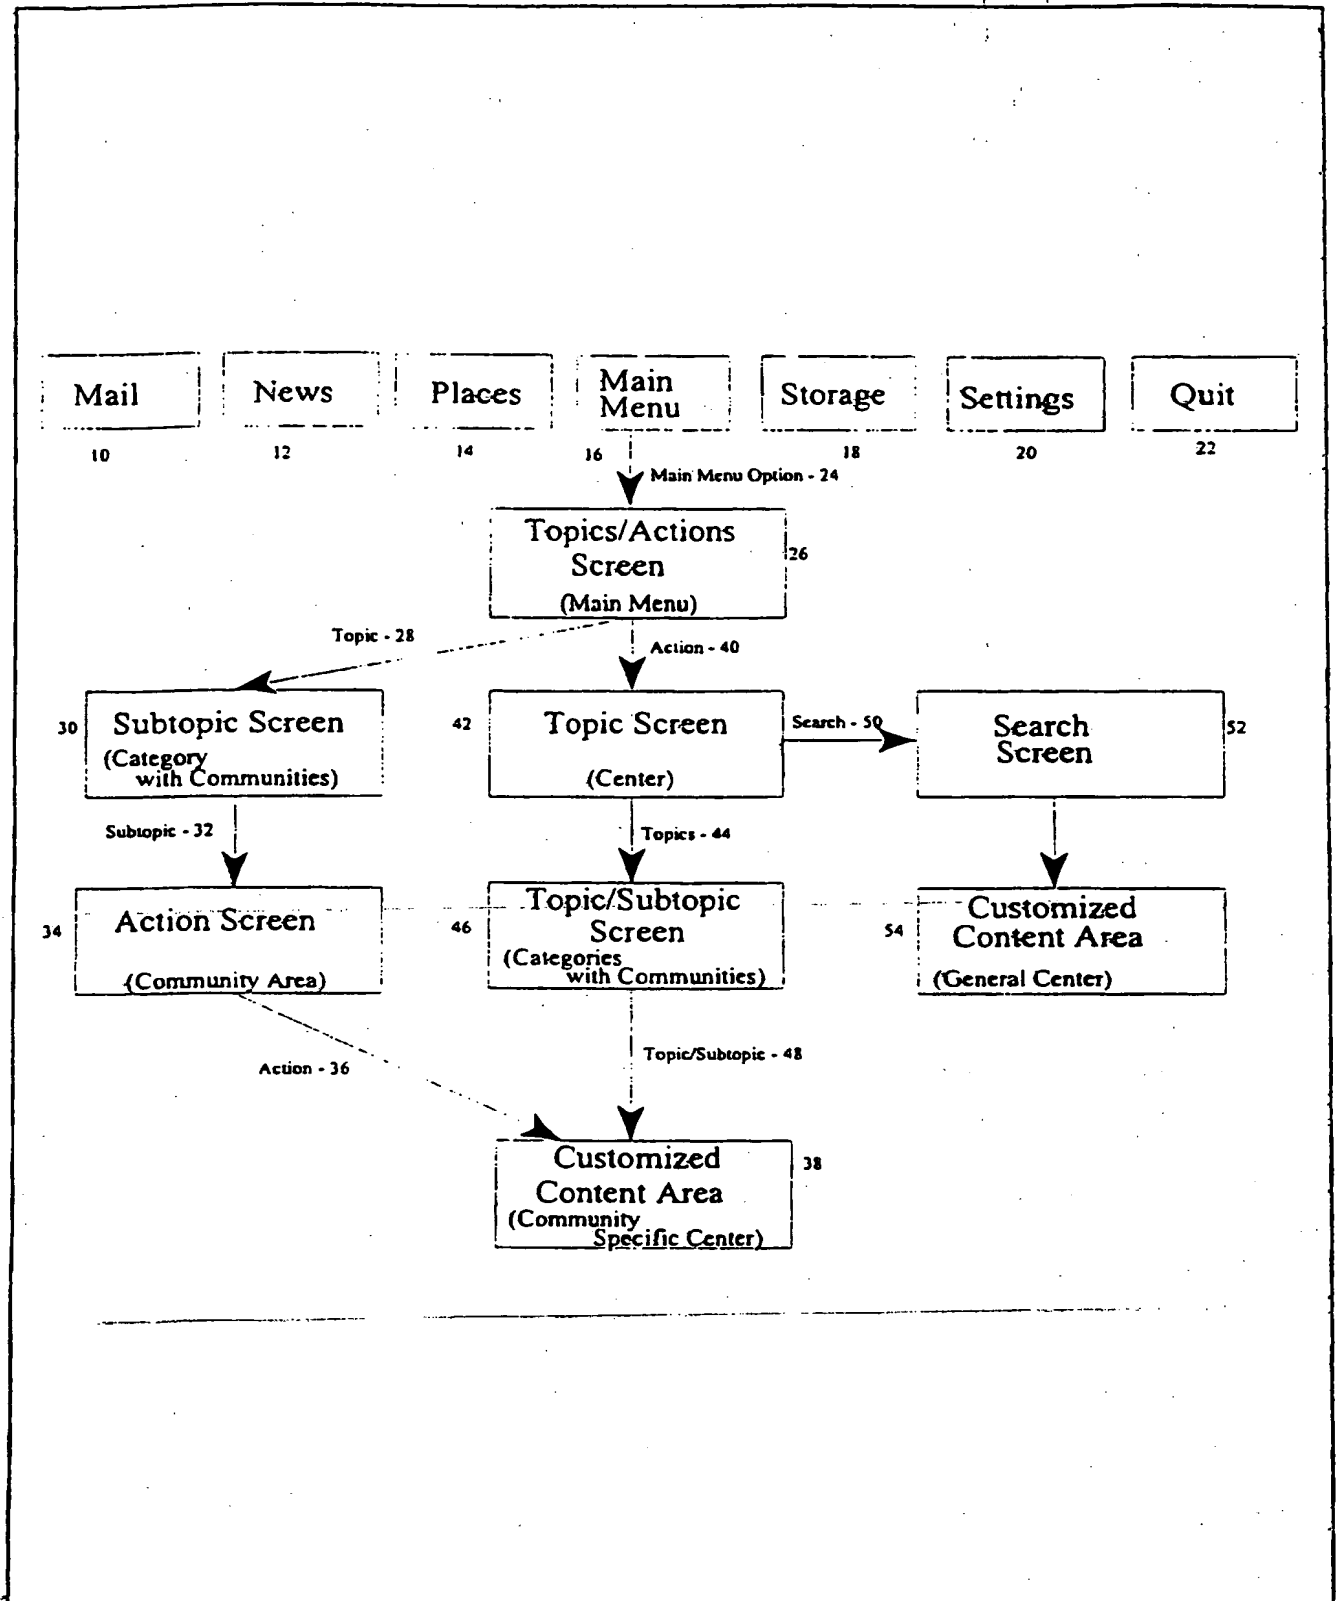 Mail
News
Places
Main
Menu
Storage
Settings
Quit
10
12
14
16
18
20
22
Main Menu Option - 24
Topics/Actions
Screen
(Main Menu)
26
Topic - 28
Action - 40
30
Subtopic Screen
(Category
with Communities)
42
Topic Screen
(Center)
Search - 50
Search
Screen
52
Subtopic - 32
Topics - 44
34
Action Screen
(Community Area)
46
Topic/Subtopic
Screen
(Categories
with Communities)
54
Customized
Content Area
(General Center)
Action - 36
Topic/Subtopic - 48
Customized
Content Area
(Community
Specific Center)
38